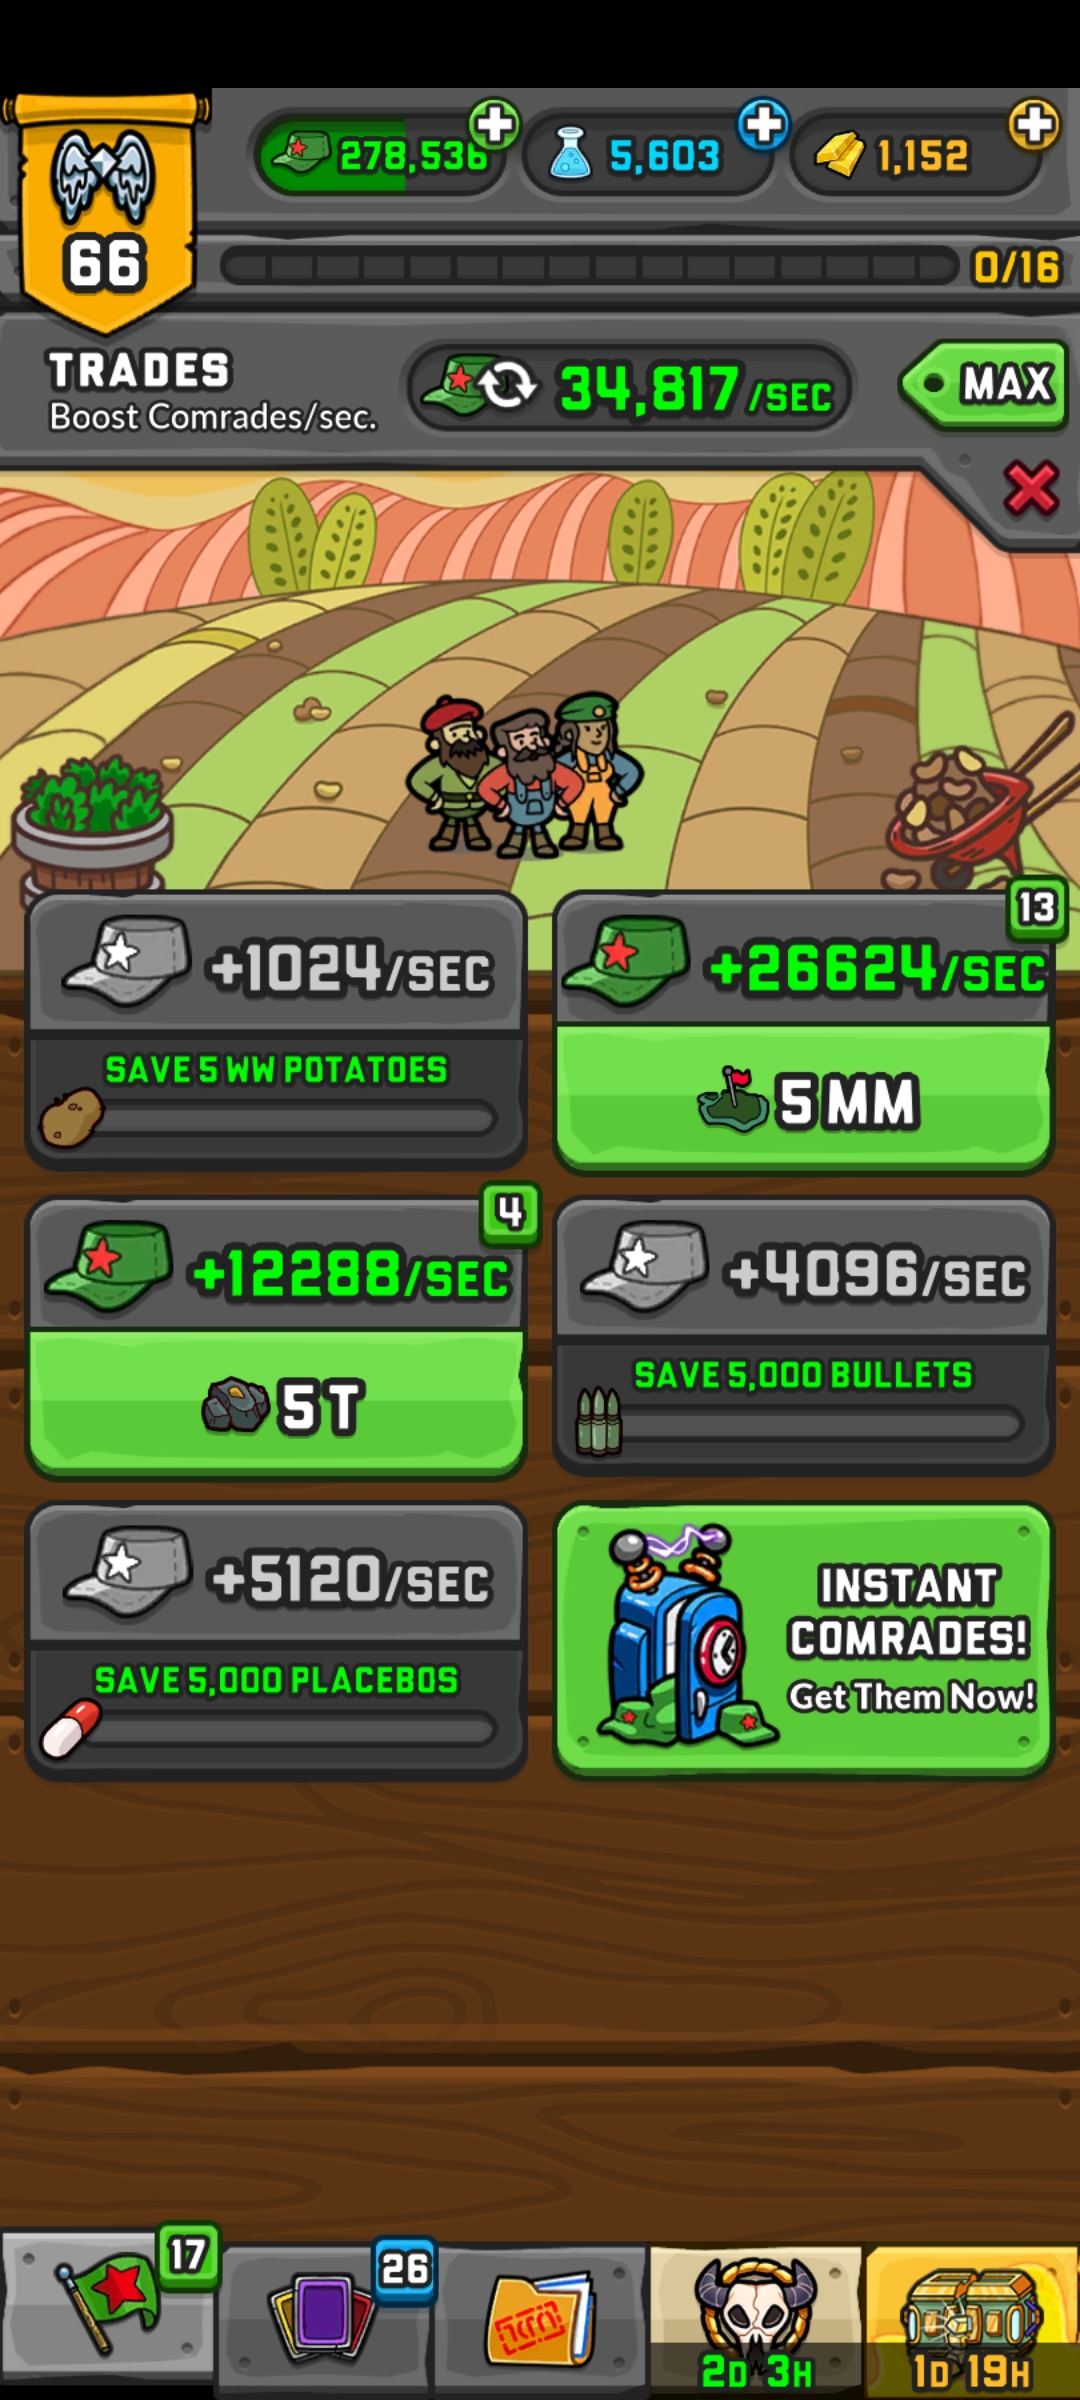 278,536
5,603
1,152
66
0/16
TRADES
Boost Comrades/sec.
34,817/SEC
MAX
+1024/SEC
SAVE 5 WW POTATOES
13
+26624/SEC
5 MM
4
+12288/SEC
5 T
+4096/SEC
SAVE 5,000 BULLETS
+5120/SEC
SAVE 5,000 PLACEBOS
INSTANT
COMRADES!
Get Them Now!
17
26
2D 3H
1D 19H